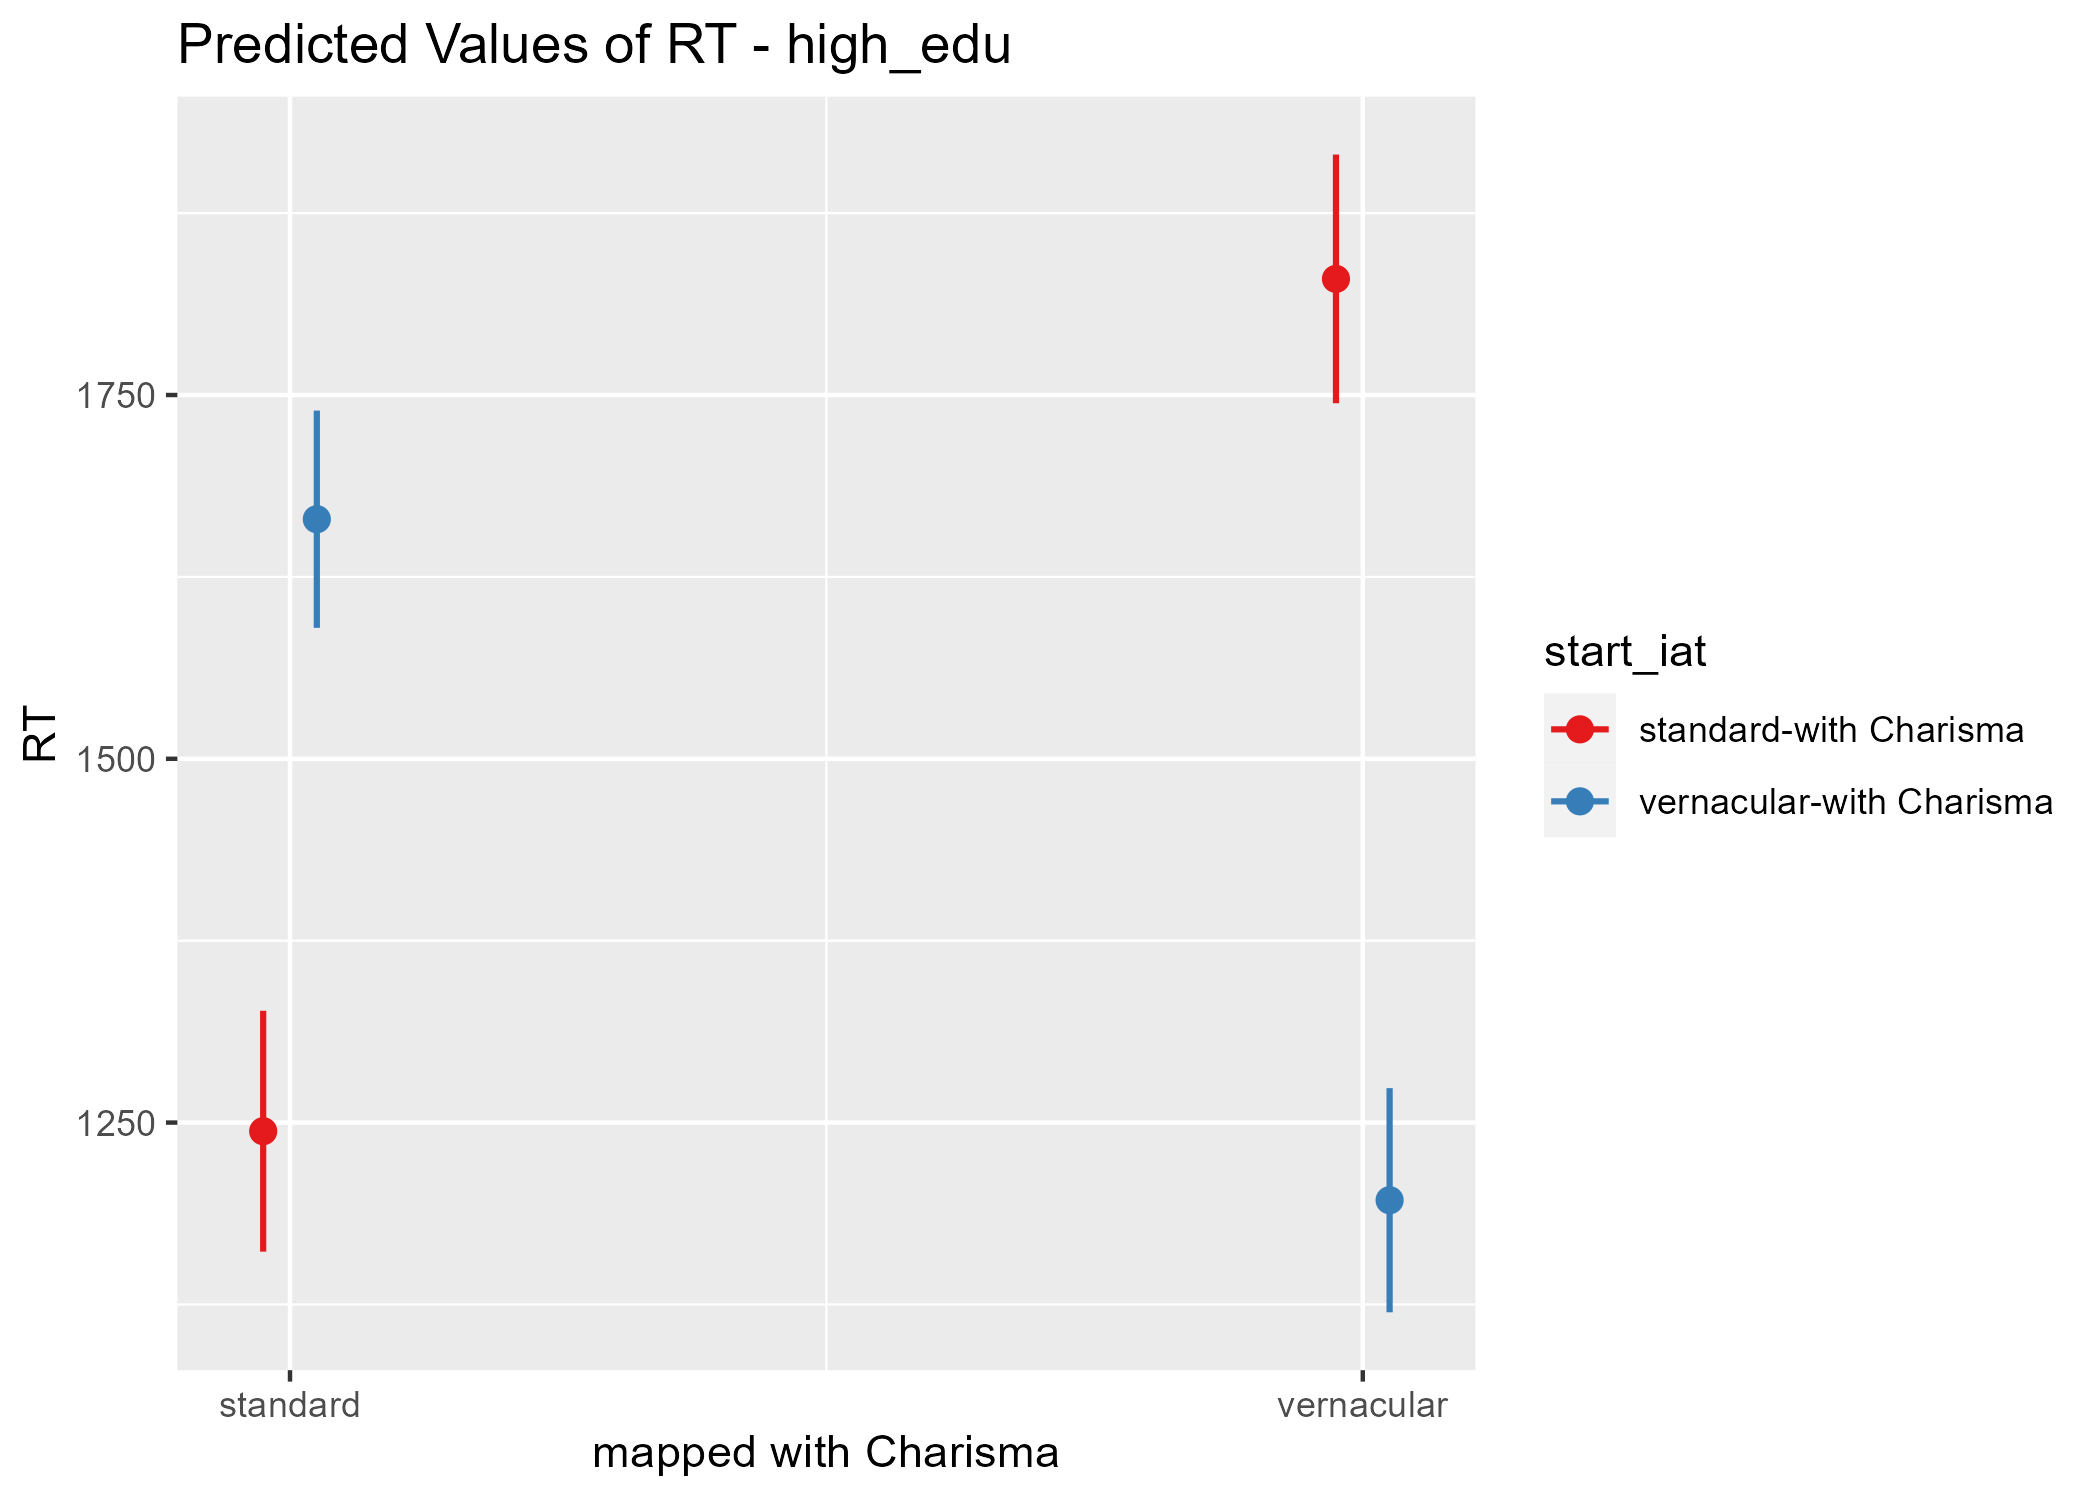 Predicted Values of RT - high_edu
RT
1750
1500
1250
standard
vernacular
mapped with Charisma
start_iat
standard-with Charisma
vernacular-with Charisma